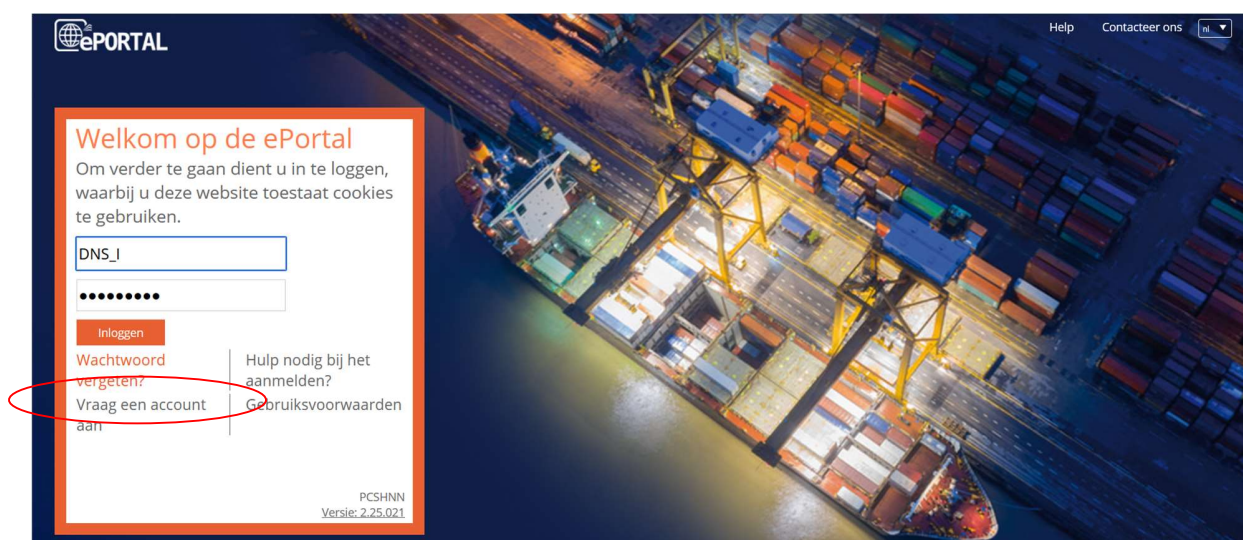 ePORTAL
Help Contacteer ons nl
Welkom op de ePortal
Om verder te gaan dient u in te loggen,
waarbij u deze website toestaat cookies
te gebruiken.
DNS_I
Inloggen
Wachtwoord
vergeten?
Hulp nodig bij het
aanmelden?
Vraag een account
aan
Gebruiksvoorwaarden
PCSHNN
Versie: 2.25.021